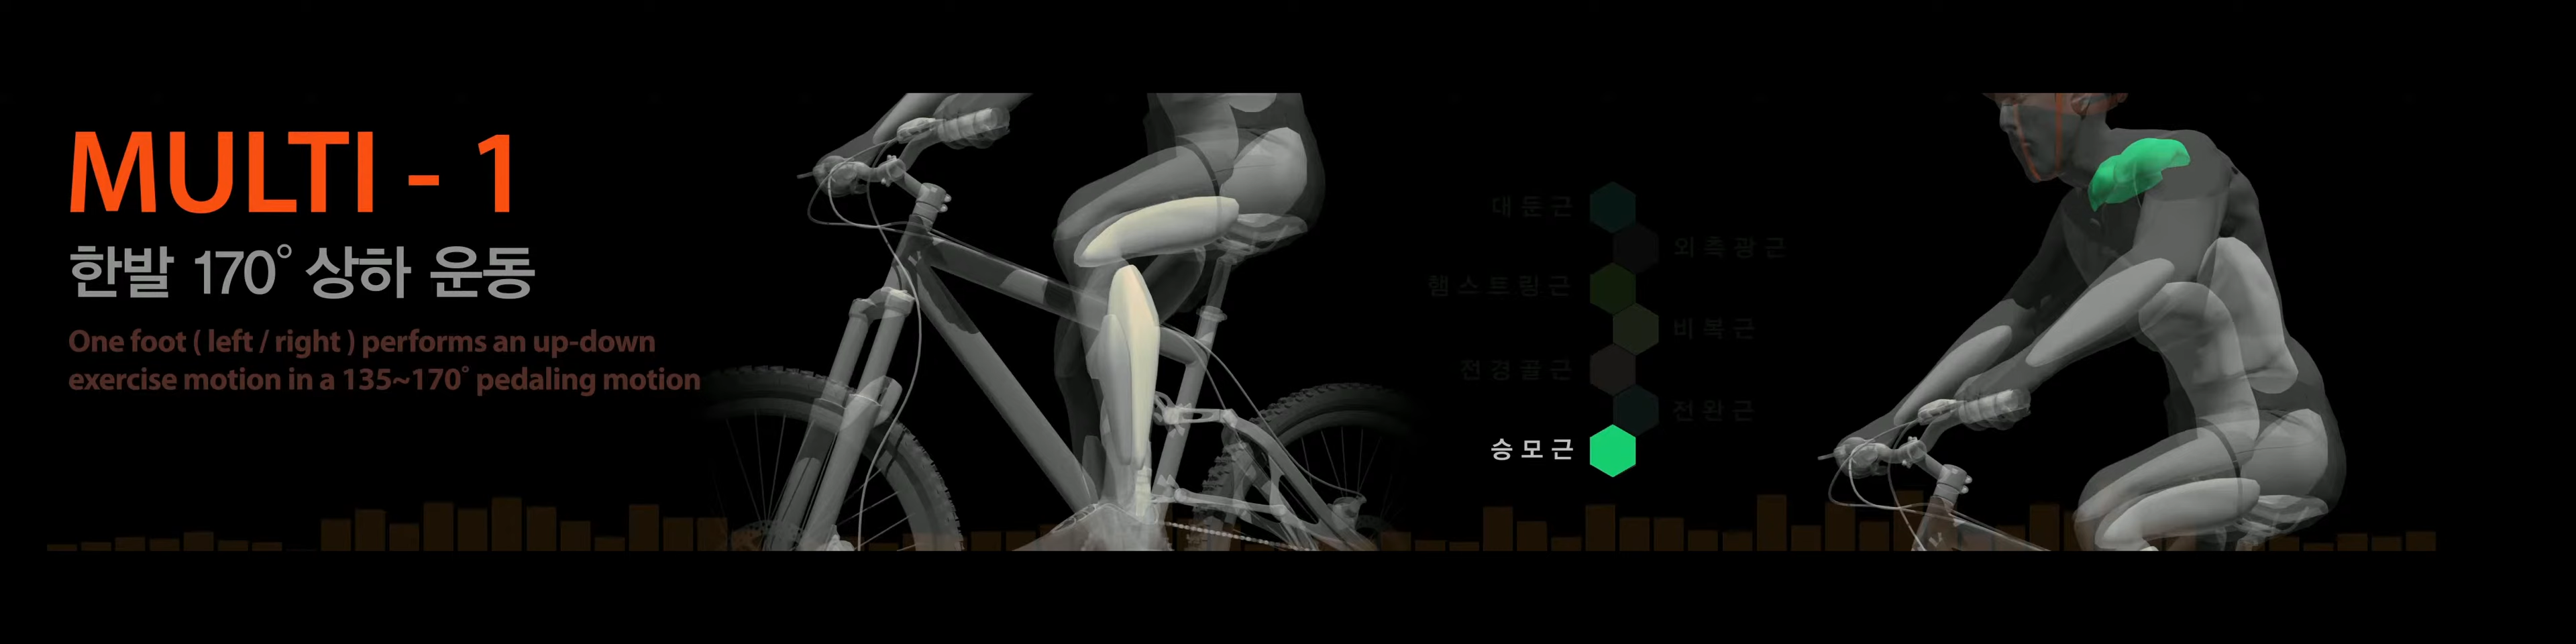 MULTI - 1
한발 170° 상하 운동
One foot ( left / right ) performs an up-down
exercise motion in a 135~170° pedaling motion
대둔근
외측광근
햄스트링근
비복근
전경골근
전완근
승모근